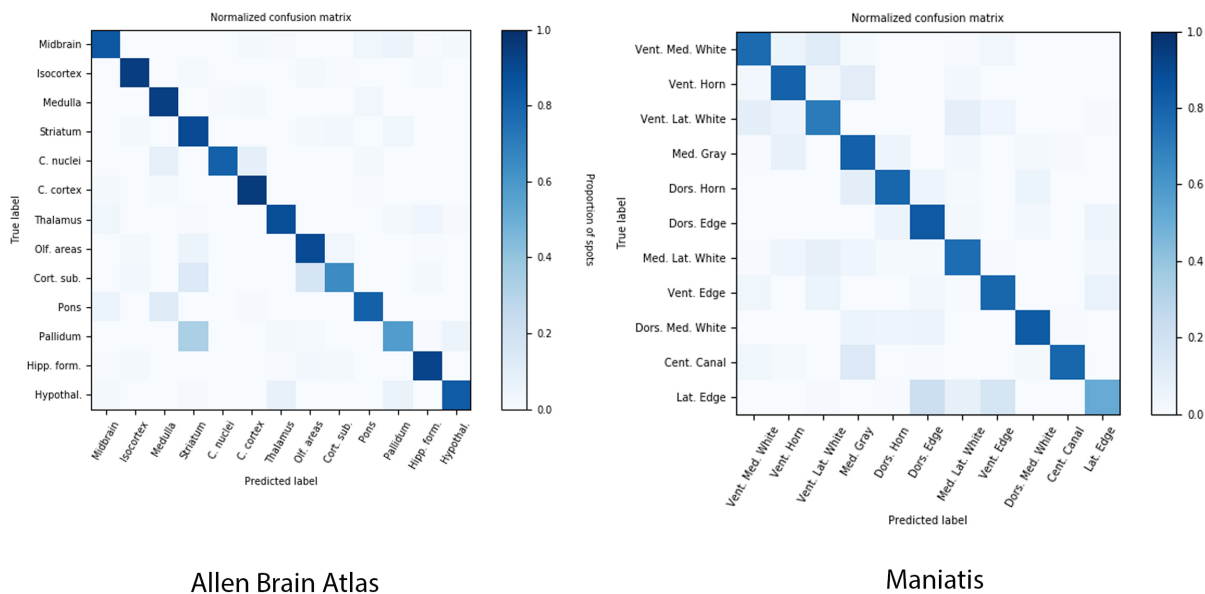 Normalized confusion matrix
Midbrain
Isocortex
Medulla
Striatum
C. nuclei
C. cortex
Thalamus
Olf. areas
Cort. sub.
Pons
Pallidum
Hipp. form.
Hypothal.
True label
Midbrain
Isocortex
Medulla
Striatum
C. nuclei
C. cortex
Thalamus
Olf. areas
Cort. sub.
Pons
Pallidum
Hipp. form.
Hypothal.
Predicted label
1.0
0.8
0.6
0.4
0.2
0.0
Proportion of spots
Allen Brain Atlas
Normalized confusion matrix
Vent. Med. White
Vent. Horn
Vent. Lat. White
Med. Gray
Dors. Horn
Dors. Edge
Med. Lat. White
Vent. Edge
Dors. Med. White
Cent. Canal
Lat. Edge
True label
Vent. Med. White
Vent. Horn
Vent. Lat. White
Med. Gray
Dors. Horn
Dors. Edge
Med. Lat. White
Vent. Edge
Dors. Med. White
Cent. Canal
Lat. Edge
Predicted label
1.0
0.8
0.6
0.4
0.2
0.0
Maniatis